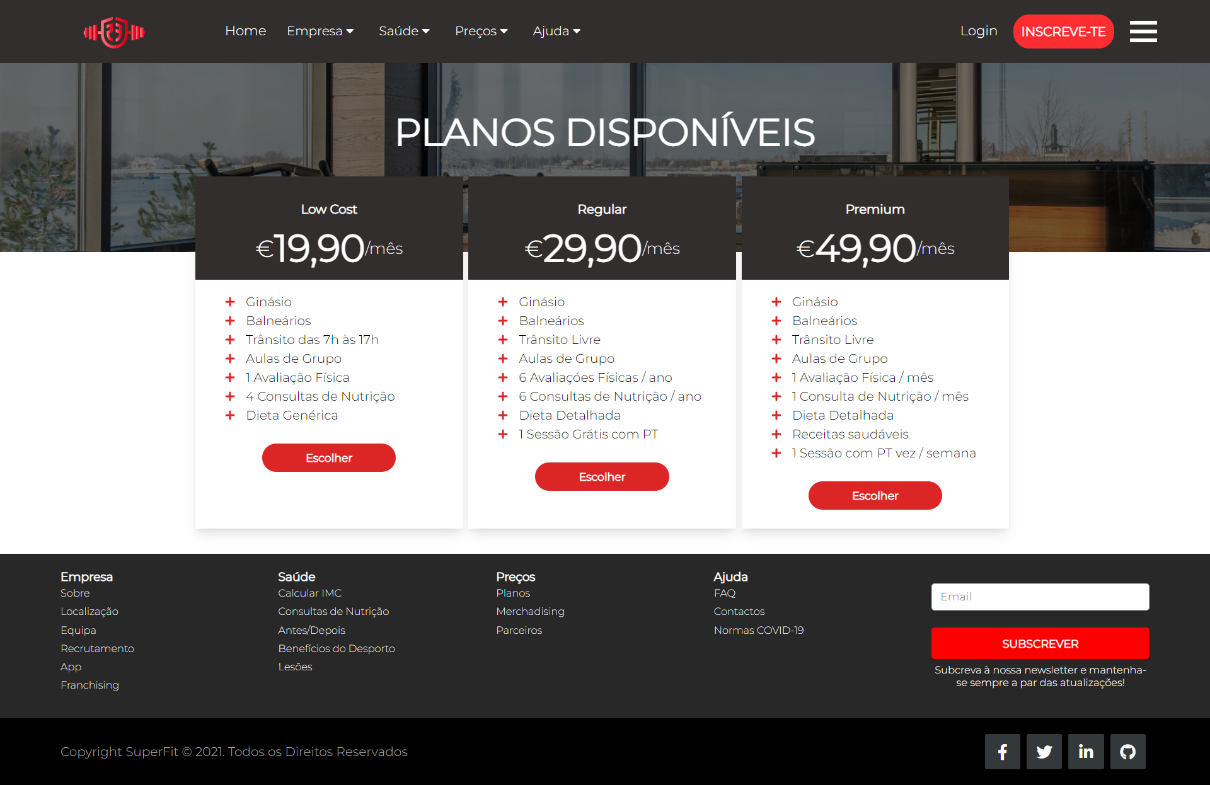 Home Empresa Saúde Preços Ajuda Login INSCREVE-TE
PLANOS DISPONÍVEIS
Low Cost
€19,90/mês
Ginásio
Balneários
Trânsito das 7h às 17h
Aulas de Grupo
1 Avaliação Física
4 Consultas de Nutrição
Dieta Genérica
Escolher
Regular
€29,90/mês
Ginásio
Balneários
Trânsito Livre
Aulas de Grupo
6 Avaliações Físicas / ano
6 Consultas de Nutrição / ano
Dieta Detalhada
1 Sessão Grátis com PT
Escolher
Premium
€49,90/mês
Ginásio
Balneários
Trânsito Livre
Aulas de Grupo
1 Avaliação Física / mês
1 Consulta de Nutrição / mês
Dieta Detalhada
Receitas saudáveis
1 Sessão com PT vez / semana
Escolher
Empresa
Sobre
Localização
Equipa
Recrutamento
App
Franchising
Saúde
Calcular IMC
Consultas de Nutrição
Antes/Depois
Benefícios do Desporto
Lesões
Preços
Planos
Merchadising
Parceiros
Ajuda
FAQ
Contactos
Normas COVID-19
Email
SUBSCREVER
Subcreva à nossa newsletter e mantenha-
se sempre a par das atualizações!
Copyright SuperFit © 2021. Todos os Direitos Reservados